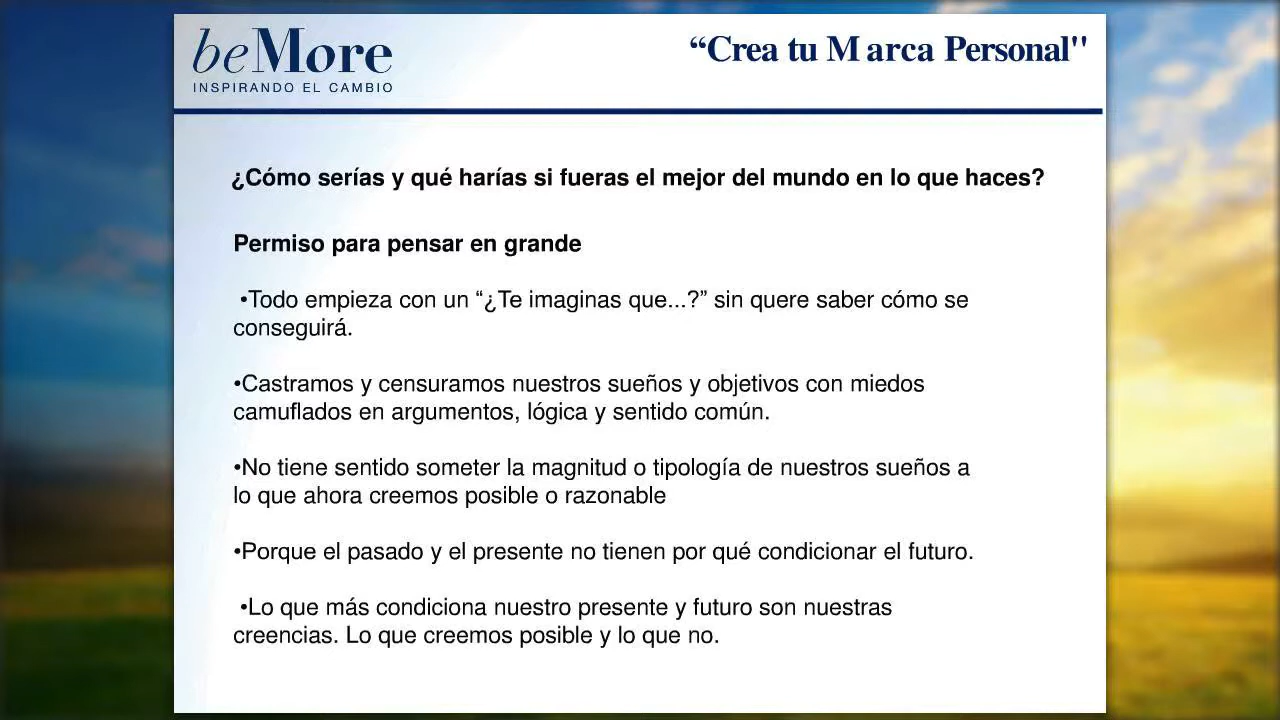 beMore
INSPIRANDO EL CAMBIO
“Crea tu Marca Personal"
¿Cómo serías y qué harías si fueras el mejor del mundo en lo que haces?
Permiso para pensar en grande
•Todo empieza con un “¿Te imaginas que...?” sin quere saber cómo se
conseguirá.
•Castramos y censuramos nuestros sueños y objetivos con miedos
camuflados en argumentos, lógica y sentido común.
•No tiene sentido someter la magnitud o tipología de nuestros sueños a
lo que ahora creemos posible o razonable
•Porque el pasado y el presente no tienen por qué condicionar el futuro.
•Lo que más condiciona nuestro presente y futuro son nuestras
creencias. Lo que creemos posible y lo que no.